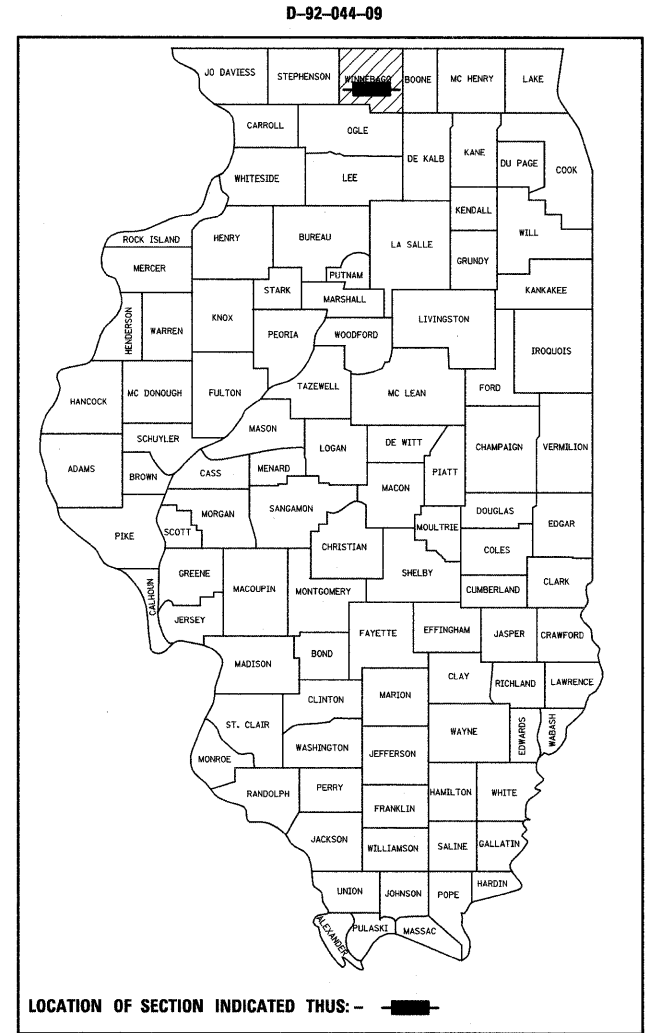 D-92-044-09
JO DAVIESS
STEPHENSON
WINNEBAGO
BOONE
MC HENRY
LAKE
CARROLL
OGLE
DE KALB
KANE
DU PAGE
COOK
WHITESIDE
LEE
KENDALL
WILL
ROCK ISLAND
HENRY
BUREAU
LA SALLE
GRUNDY
MERCER
PUTNAM
STARK
MARSHALL
KANKAKEE
HENDERSON
WARREN
KNOX
PEORIA
WOODFORD
LIVINGSTON
IROQUOIS
HANCOCK
MC DONOUGH
FULTON
TAZEWELL
MC LEAN
FORD
SCHUYLER
MASON
LOGAN
DE WITT
CHAMPAIGN
VERMILION
ADAMS
BROWN
CASS
MENARD
MACON
PIATT
MORGAN
SANGAMON
DOUGLAS
EDGAR
PIKE
SCOTT
CHRISTIAN
MOULTRIE
COLES
GREENE
MACOUPIN
MONTGOMERY
SHELBY
CUMBERLAND
CLARK
CALHOUN
JERSEY
FAYETTE
EFFINGHAM
JASPER
CRAWFORD
MADISON
BOND
CLINTON
MARION
CLAY
RICHLAND
LAWRENCE
ST. CLAIR
WASHINGTON
JEFFERSON
WAYNE
EDWARDS
WABASH
MONROE
RANDOLPH
PERRY
HAMILTON
WHITE
FRANKLIN
JACKSON
WILLIAMSON
SALINE
GALLATIN
UNION
JOHNSON
POPE
HARDIN
ALEXANDER
PULASKI
MASSAC
LOCATION OF SECTION INDICATED THUS: -